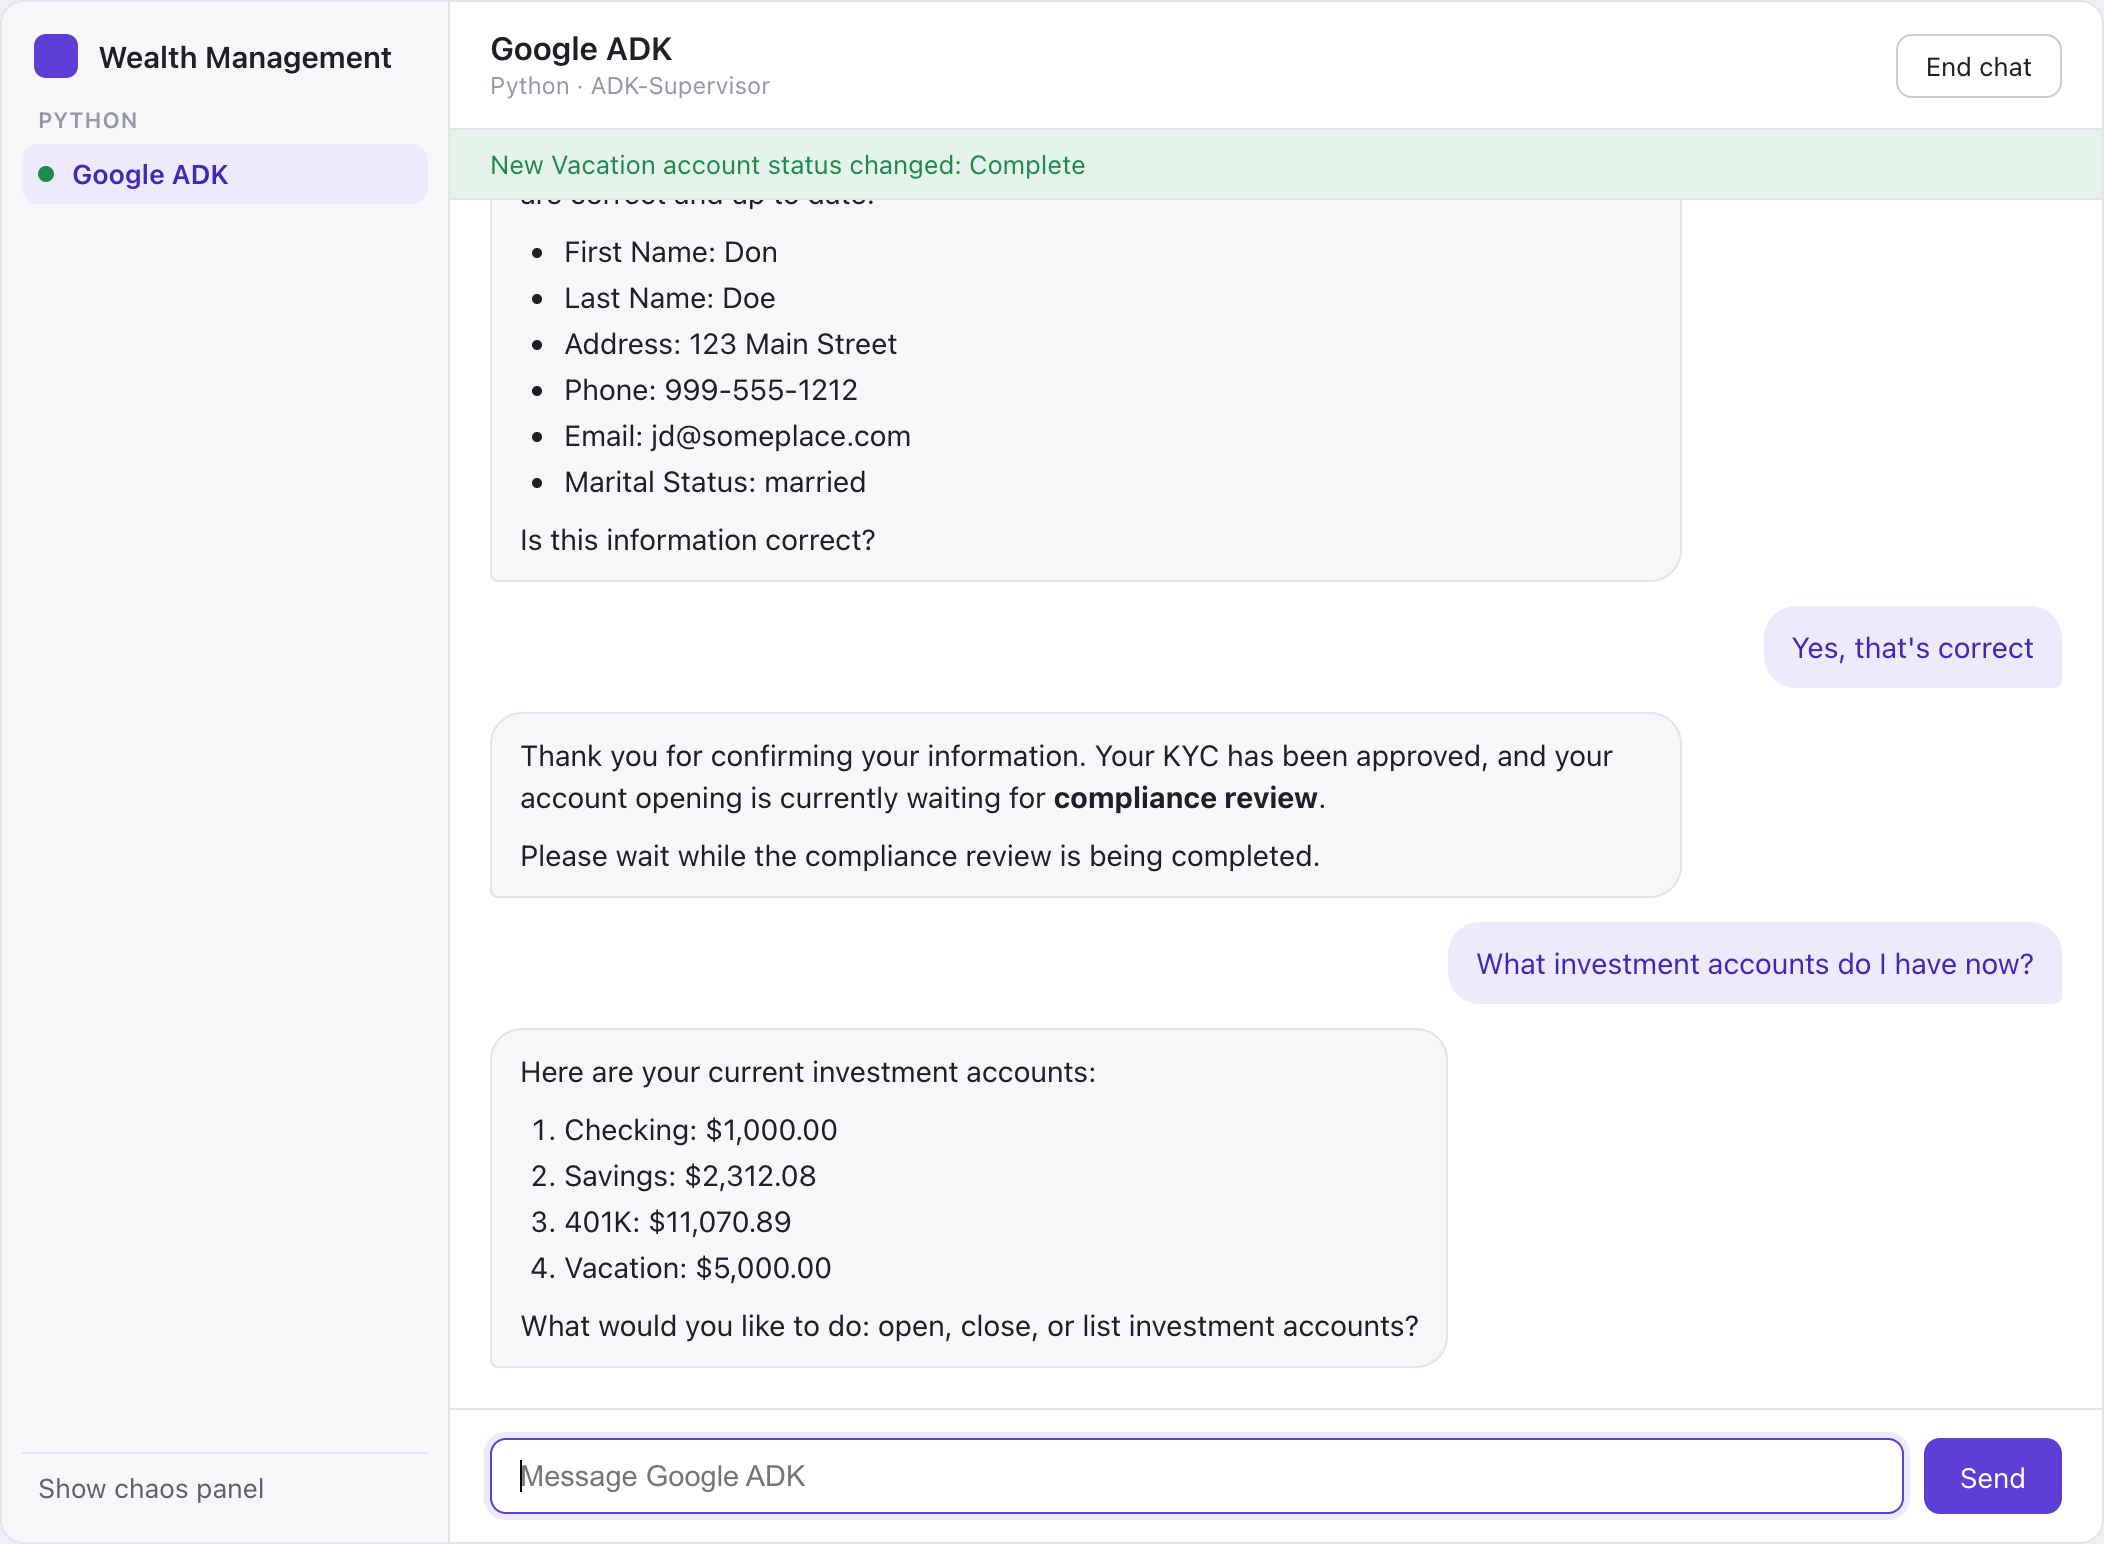 Wealth Management
PYTHON
Google ADK
Show chaos panel
Google ADK
Python · ADK-Supervisor
End chat
New Vacation account status changed: Complete
are correct and up to date.
• First Name: Don
• Last Name: Doe
• Address: 123 Main Street
• Phone: 999-555-1212
• Email: jd@someplace.com
• Marital Status: married
Is this information correct?
Yes, that's correct
Thank you for confirming your information. Your KYC has been approved, and your
account opening is currently waiting for compliance review.
Please wait while the compliance review is being completed.
What investment accounts do I have now?
Here are your current investment accounts:
1. Checking: $1,000.00
2. Savings: $2,312.08
3. 401K: $11,070.89
4. Vacation: $5,000.00
What would you like to do: open, close, or list investment accounts?
Message Google ADK
Send